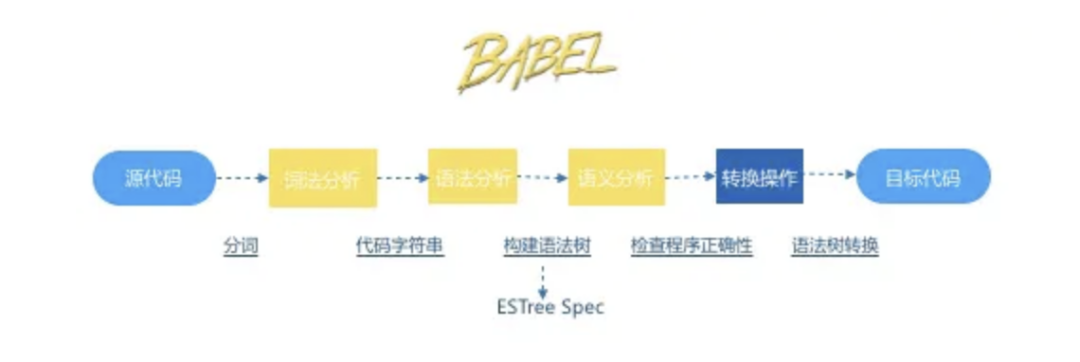 BABEL
源代码
词法分析
语法分析
语义分析
转换操作
目标代码
分词
代码字符串
构建语法树
检查程序正确性
语法树转换
ESTree Spec